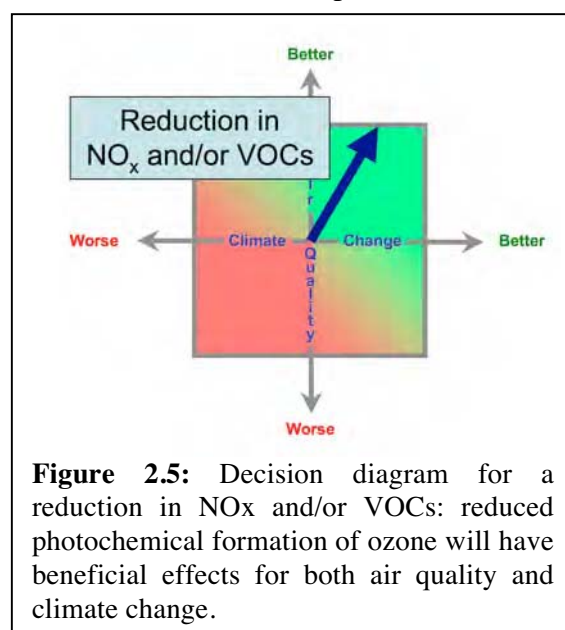 Better
Reduction in
NOx and/or VOCs
ir
Worse
Climate
Change
Better
Quality
Worse
Figure 2.5: Decision diagram for a
reduction in NOx and/or VOCs: reduced
photochemical formation of ozone will have
beneficial effects for both air quality and
climate change.